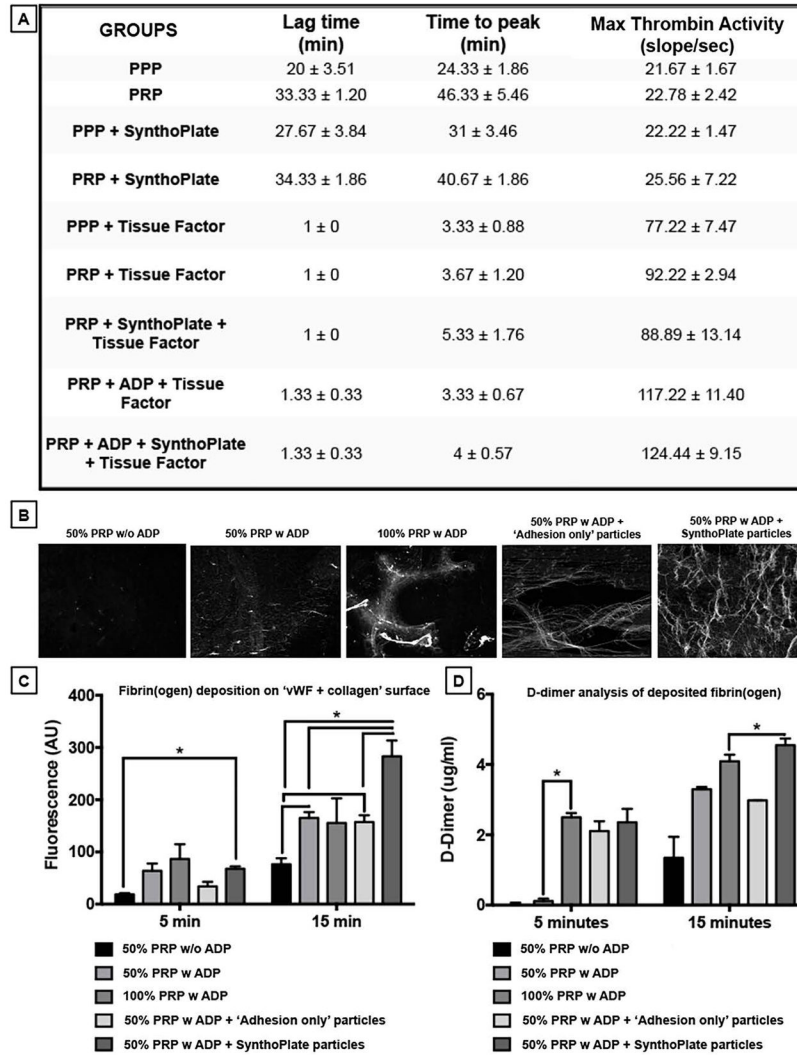 A
GROUPS Lag time (min) Time to peak (min) Max Thrombin Activity (slope/sec)
PPP 20 ± 3.51 24.33 ± 1.86 21.67 ± 1.67
PRP 33.33 ± 1.20 46.33 ± 5.46 22.78 ± 2.42
PPP + SynthoPlate 27.67 ± 3.84 31 ± 3.46 22.22 ± 1.47
PRP + SynthoPlate 34.33 ± 1.86 40.67 ± 1.86 25.56 ± 7.22
PPP + Tissue Factor 1 ± 0 3.33 ± 0.88 77.22 ± 7.47
PRP + Tissue Factor 1 ± 0 3.67 ± 1.20 92.22 ± 2.94
PRP + SynthoPlate + Tissue Factor 1 ± 0 5.33 ± 1.76 88.89 ± 13.14
PRP + ADP + Tissue Factor 1.33 ± 0.33 3.33 ± 0.67 117.22 ± 11.40
PRP + ADP + SynthoPlate + Tissue Factor 1.33 ± 0.33 4 ± 0.57 124.44 ± 9.15
B
50% PRP w/o ADP
50% PRP w ADP
100% PRP w ADP
50% PRP w ADP +
'Adhesion only' particles
50% PRP w ADP +
SynthoPlate particles
C
Fibrin(ogen) deposition on 'vWF + collagen' surface
Fluorescence (AU)
400
300
200
100
0
*
*
5 min
15 min
50% PRP w/o ADP
50% PRP w ADP
100% PRP w ADP
50% PRP w ADP + 'Adhesion only' particles
50% PRP w ADP + SynthoPlate particles
D
D-dimer analysis of deposited fibrin(ogen)
D-Dimer (ug/ml)
6
4
2
0
*
*
5 minutes
15 minutes
50% PRP w/o ADP
50% PRP w ADP
100% PRP w ADP
50% PRP w ADP + 'Adhesion only' particles
50% PRP w ADP + SynthoPlate particles